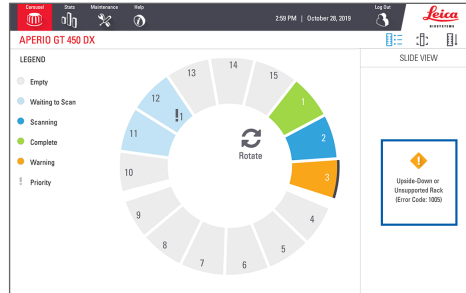 Carousel Stats Maintenance Help
2:59 PM | October 28, 2019
Log Out
Leica
BIOSYSTEMS
APERIO GT 450 DX
LEGEND
Empty
Waiting to Scan
Scanning
Complete
Warning
! Priority
13
14
15
12
!1
1
11
2
Rotate
10
3
9
4
8
5
7
6
SLIDE VIEW
!
Upside-Down or
Unsupported Rack
(Error Code: 1005)